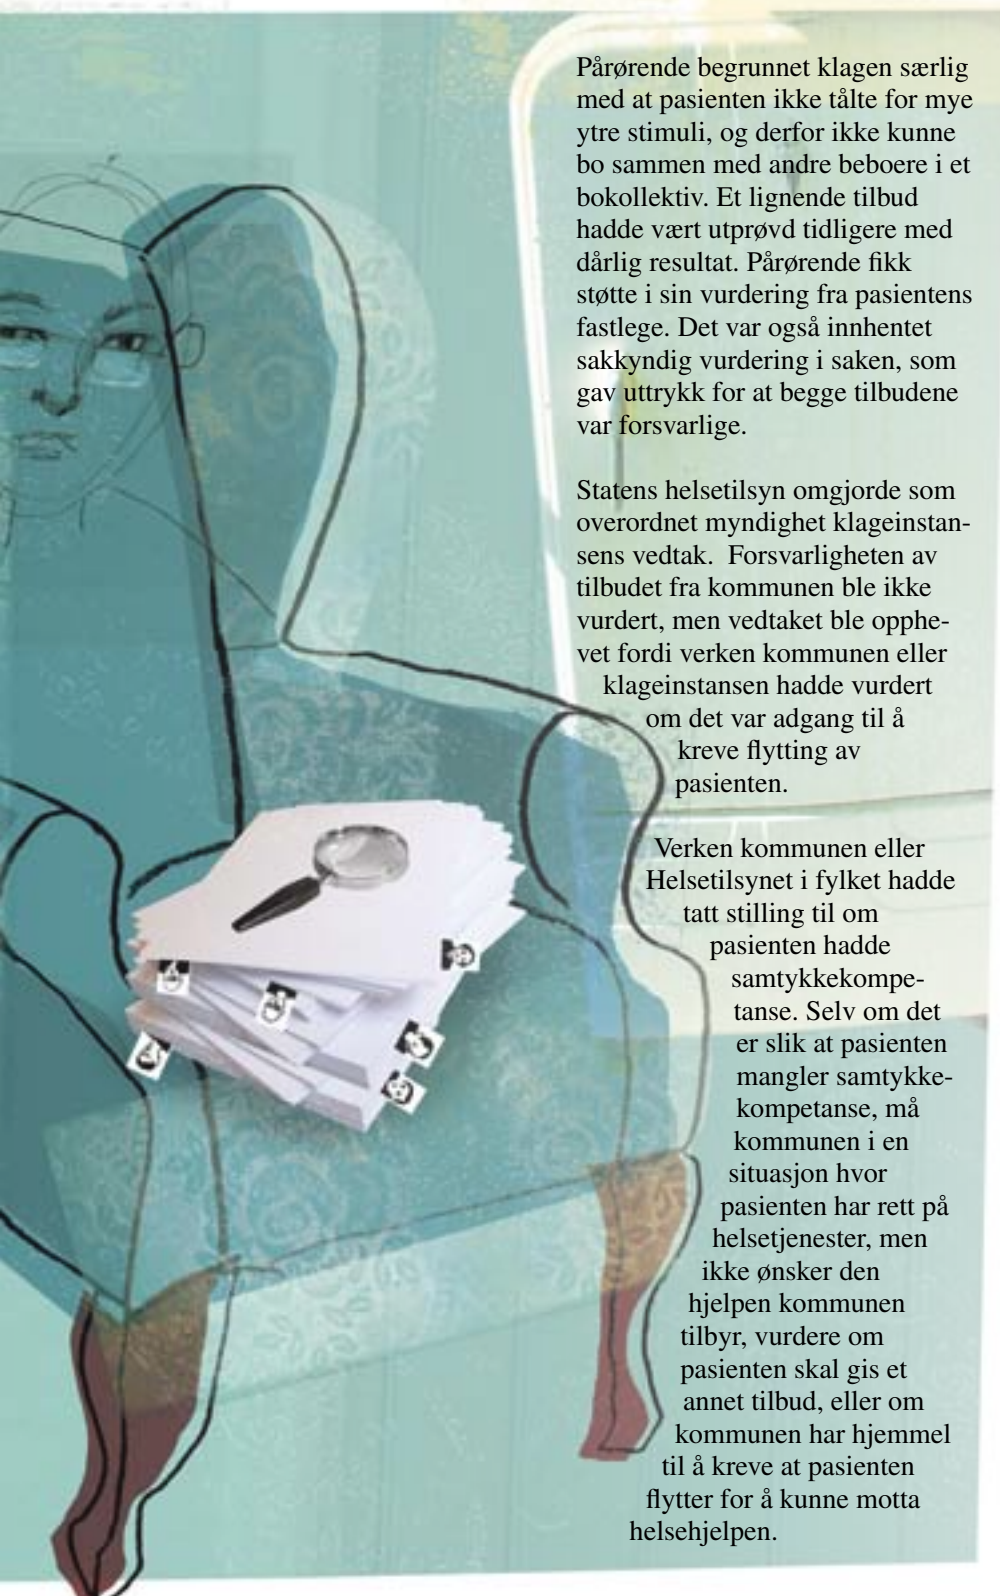 Pårørende begrunnet klagen særlig
med at pasienten ikke tålte for mye
ytre stimuli, og derfor ikke kunne
bo sammen med andre beboere i et
bokollektiv. Et lignende tilbud
hadde vært utprøvd tidligere med
dårlig resultat. Pårørende fikk
støtte i sin vurdering fra pasientens
fastlege. Det var også innhentet
sakkyndig vurdering i saken, som
gav uttrykk for at begge tilbudene
var forsvarlige.
Statens helsetilsyn omgjorde som
overordnet myndighet klageinstan-
sens vedtak. Forsvarligheten av
tilbudet fra kommunen ble ikke
vurdert, men vedtaket ble opphe-
vet fordi verken kommunen eller
klageinstansen hadde vurdert
om det var adgang til å
kreve flytting av
pasienten.
Verken kommunen eller
Helsetilsynet i fylket hadde
tatt stilling til om
pasienten hadde
samtykkekompe-
tanse. Selv om det
er slik at pasienten
mangler samtykke-
kompetanse, må
kommunen i en
situasjon hvor
pasienten har rett på
helsetjenester, men
ikke ønsker den
hjelpen kommunen
tilbyr, vurdere om
pasienten skal gis et
annet tilbud, eller om
kommunen har hjemmel
til å kreve at pasienten
flytter for å kunne motta
helsehjelpen.